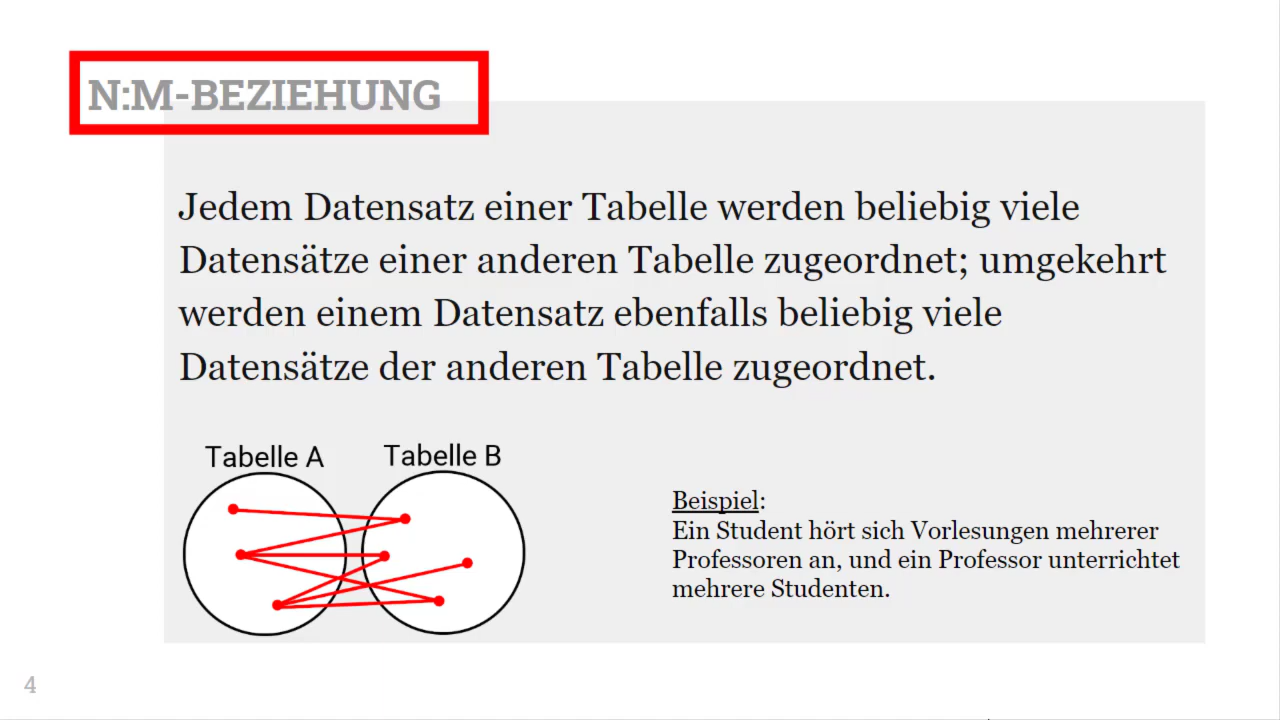 N:M-BEZIEHUNG
Jedem Datensatz einer Tabelle werden beliebig viele
Datensätze einer anderen Tabelle zugeordnet; umgekehrt
werden einem Datensatz ebenfalls beliebig viele
Datensätze der anderen Tabelle zugeordnet.
Tabelle A
Tabelle B
Beispiel:
Ein Student hört sich Vorlesungen mehrerer
Professoren an, und ein Professor unterrichtet
mehrere Studenten.
4